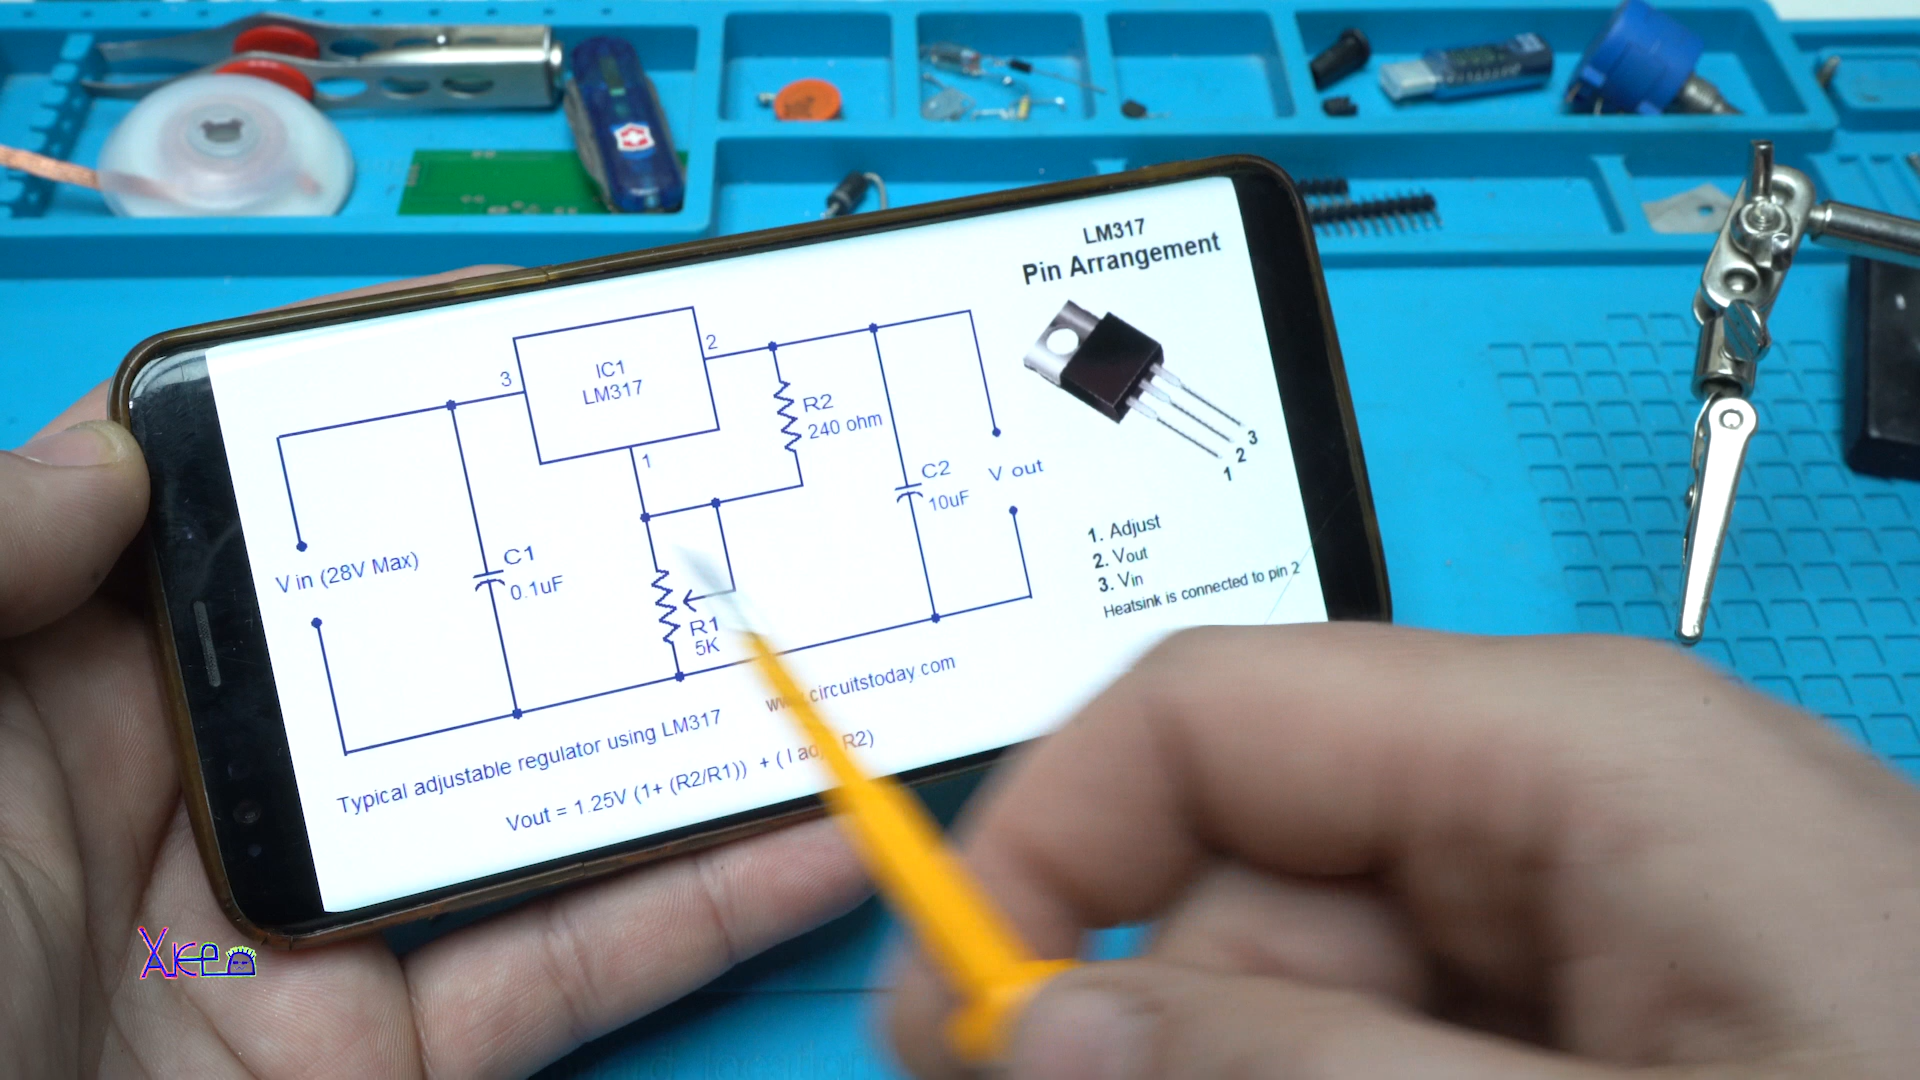 LM317
Pin Arrangement
2
3
IC1
LM317
R2
240 ohm
1
C2
10uF
V out
3
2
1
1. Adjust
2. Vout
3. Vin
Heatsink is connected to pin 2
V in (28V Max)
C1
0.1uF
R1
5K
www.circuitstoday.com
Typical adjustable regulator using LM317
Vout = 1.25V (1+ (R2/R1)) + ( I adj R2)